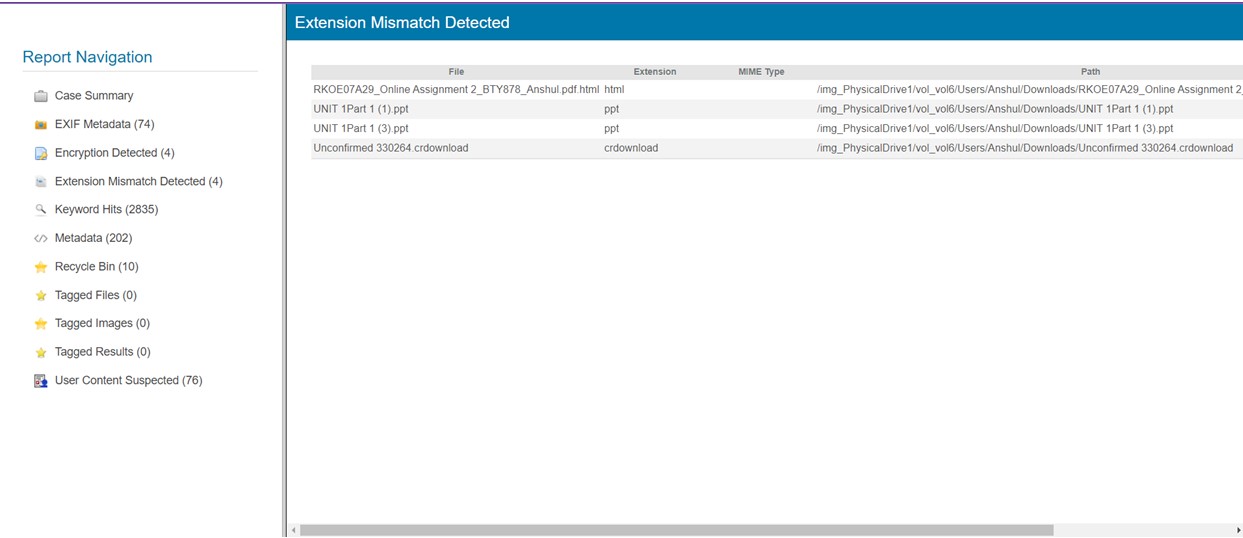 Extension Mismatch Detected
Report Navigation
Case Summary
EXIF Metadata (74)
Encryption Detected (4)
Extension Mismatch Detected (4)
Keyword Hits (2835)
Metadata (202)
Recycle Bin (10)
Tagged Files (0)
Tagged Images (0)
Tagged Results (0)
User Content Suspected (76)
File Extension MIME Type Path
RKOE07A29_Online Assignment 2_BTY878_Anshul.pdf.html html /img_PhysicalDrive1/vol_vol6/Users/Anshul/Downloads/RKOE07A29_Online Assignment 2_
UNIT 1Part 1 (1).ppt ppt /img_PhysicalDrive1/vol_vol6/Users/Anshul/Downloads/UNIT 1Part 1 (1).ppt
UNIT 1Part 1 (3).ppt ppt /img_PhysicalDrive1/vol_vol6/Users/Anshul/Downloads/UNIT 1Part 1 (3).ppt
Unconfirmed 330264.crdownload crdownload /img_PhysicalDrive1/vol_vol6/Users/Anshul/Downloads/Unconfirmed 330264.crdownload